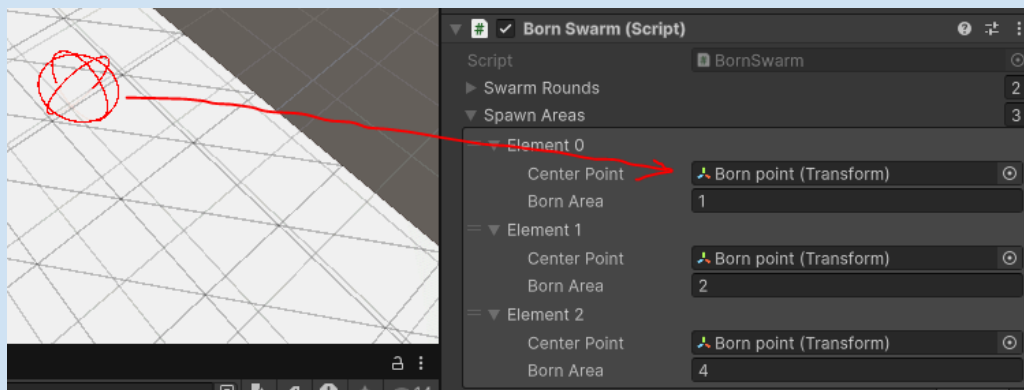 Born Swarm (Script)
Script BornSwarm
Swarm Rounds 2
Spawn Areas 3
Element 0
Center Point Born point (Transform)
Born Area 1
Element 1
Center Point Born point (Transform)
Born Area 2
Element 2
Center Point Born point (Transform)
Born Area 4